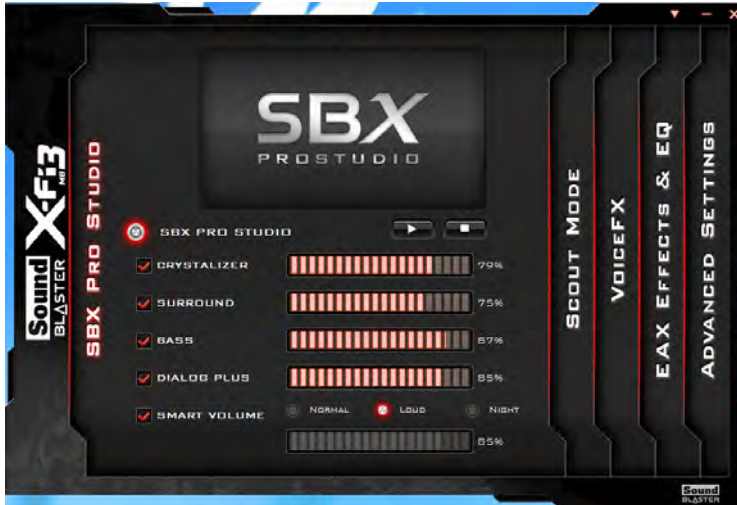 Sound
BLASTER
X-Fi3
MB
SBX PRO STUDIO
SBX
PROSTUDIO
SBX PRO STUDIO
CRYSTALIZER
79%
SURROUND
75%
BASS
87%
DIALOG PLUS
85%
SMART VOLUME
NORMAL
LOUD
NIGHT
85%
SCOUT MODE
VOICEFX
EAX EFFECTS & EQ
ADVANCED SETTINGS
Sound
BLASTER